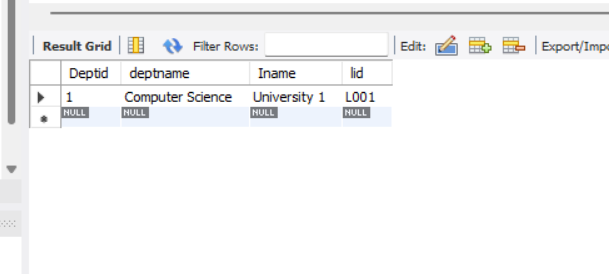 Result Grid Filter Rows: Edit: Export/Impo
Deptid deptname Iname lid
1 Computer Science University 1 L001
NULL NULL NULL NULL